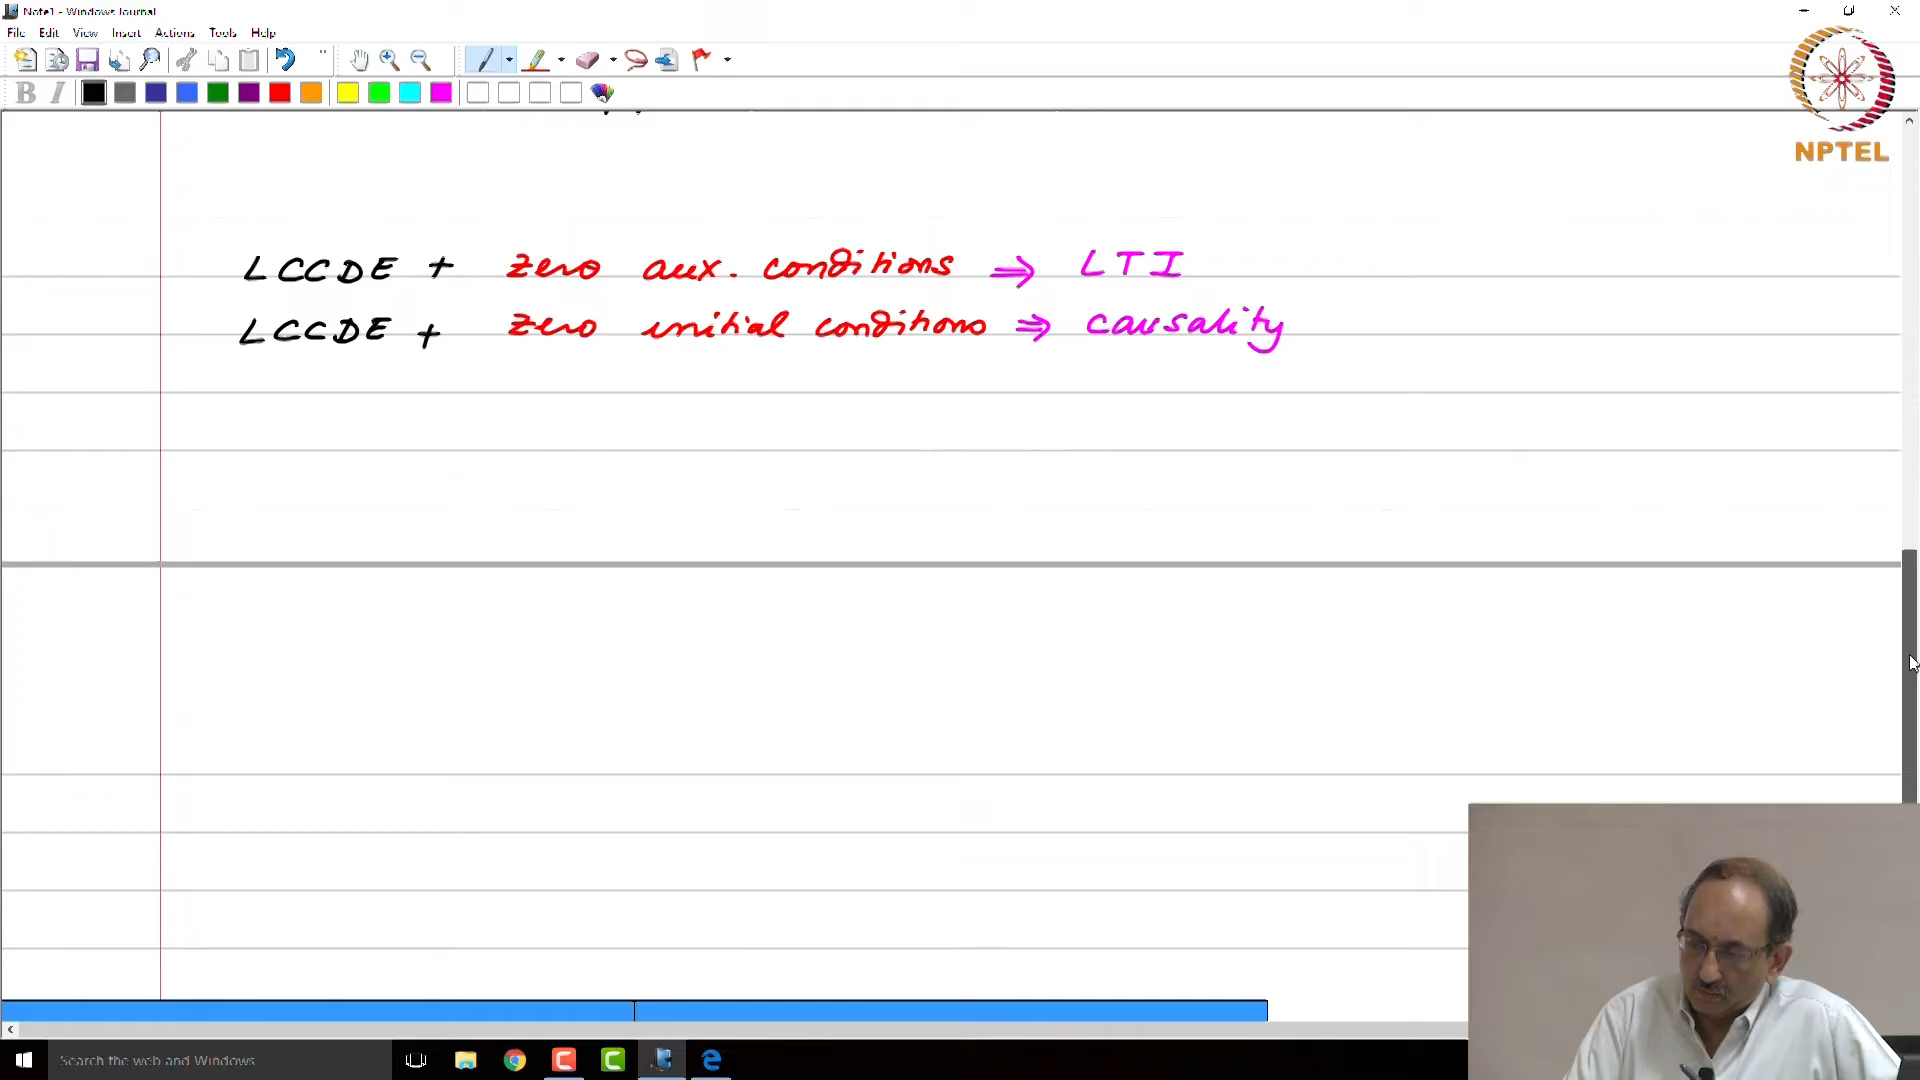 Note1 - Windows Journal
File Edit View Insert Actions Tools Help
B I
NPTEL
LCCDE + zero aux. conditions ⇒ LTI
LCCDE + zero initial conditions ⇒ causality
Search the web and Windows